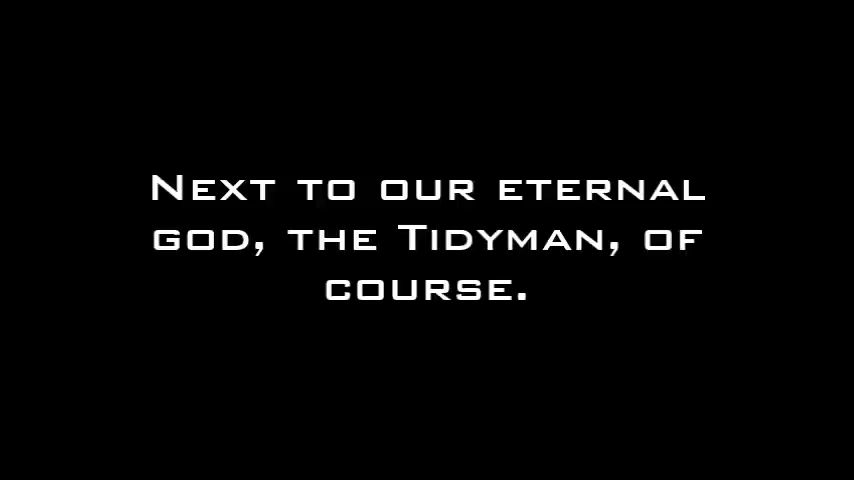 Next to our eternal
god, the Tidyman, of
course.